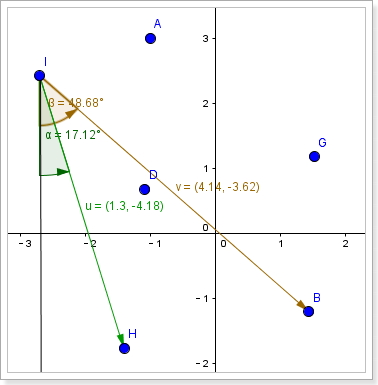 A
3
I
2
β = 48.68°
α = 17.12°
G
1
D
v = (4.14, -3.62)
u = (1.3, -4.18)
0
-3 -2 -1 0 1 2
-1
B
H
-2